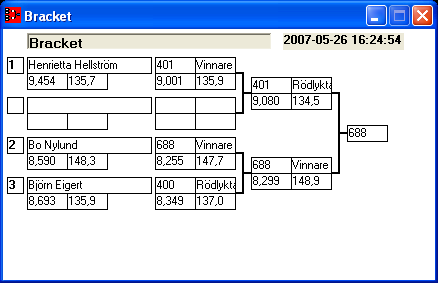 Bracket
Bracket 2007-05-26 16:24:54
1 Henrietta Hellström 401 Vinnare
9,454 135,7 9,001 135,9
401 Rödlykta
9,080 134,5
688
2 Bo Nylund 688 Vinnare
8,590 148,3 8,255 147,7
688 Vinnare
8,299 148,9
3 Björn Eigert 400 Rödlykta
8,693 135,9 8,349 137,0